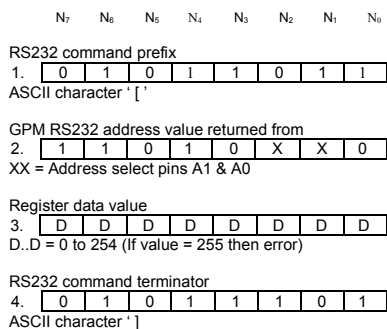 N₇ N₆ N₅ N₄ N₃ N₂ N₁ N₀
RS232 command prefix
1. 0 1 0 1 1 0 1 1
ASCII character ‘ [ ’
GPM RS232 address value returned from
2. 1 1 0 1 0 X X 0
XX = Address select pins A1 & A0
Register data value
3. D D D D D D D D
D..D = 0 to 254 (If value = 255 then error)
RS232 command terminator
4. 0 1 0 1 1 1 0 1
ASCII character ‘ ]